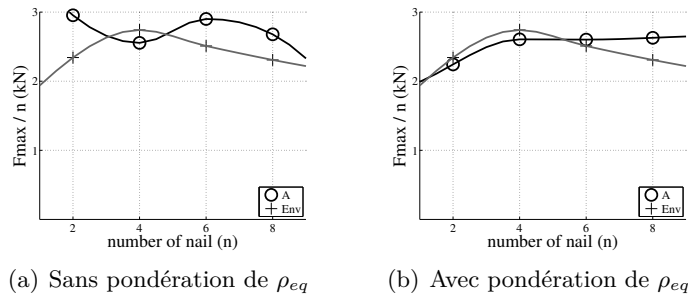 3
2
1
Fmax / n (kN)
2 4 6 8
number of nail (n)
A
Env
(a) Sans pondération de ρeq
3
2
1
Fmax / n (kN)
2 4 6 8
number of nail (n)
A
Env
(b) Avec pondération de ρeq